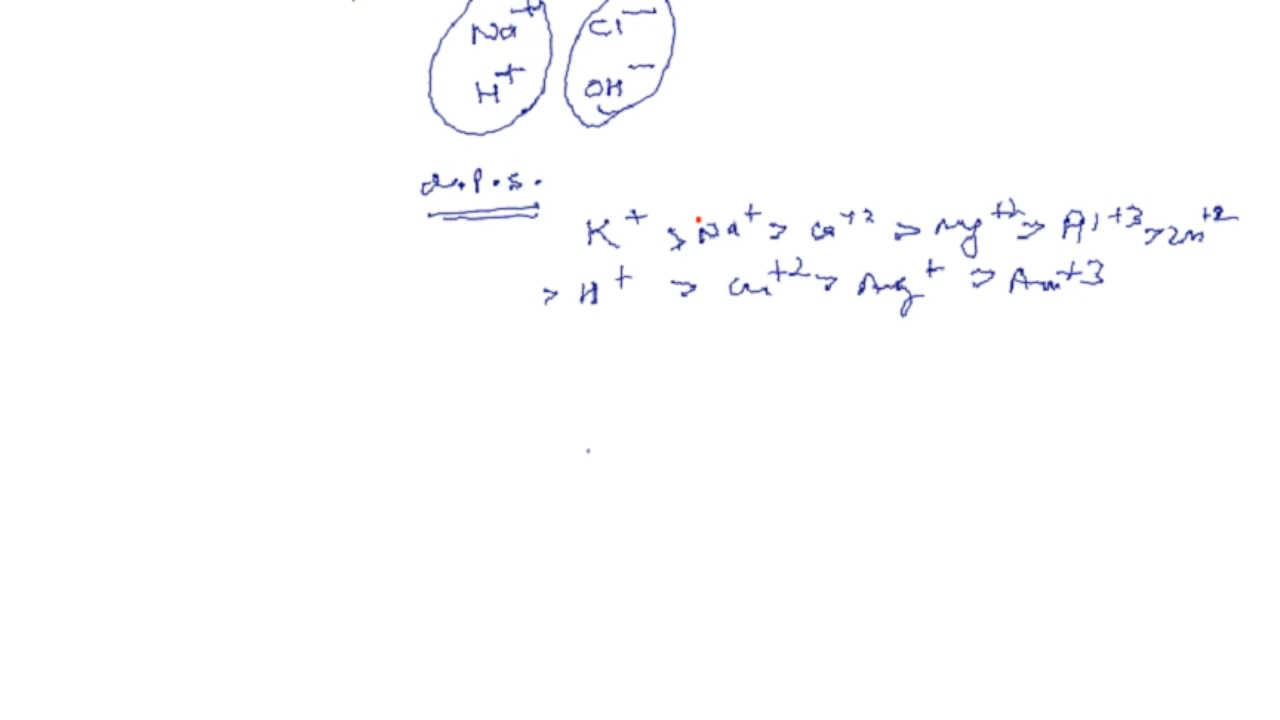 Na⁺ Cl⁻
H⁺ OH⁻
d.p.s.
K⁺ > Na⁺ > Ca⁺² > Mg⁺² > Al⁺³ > Zn⁺²
> H⁺ > Cu⁺² > Ag⁺ > Au⁺³